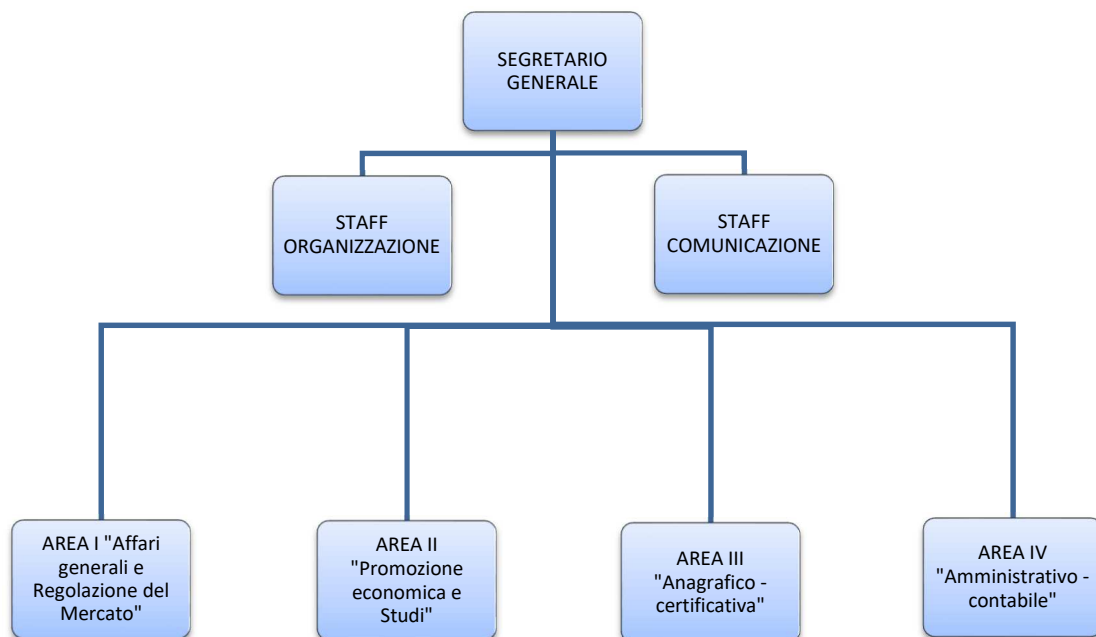 SEGRETARIO
GENERALE
STAFF
ORGANIZZAZIONE
STAFF
COMUNICAZIONE
AREA I "Affari
generali e
Regolazione del
Mercato"
AREA II
"Promozione
economica e
Studi"
AREA III
"Anagrafico -
certificativa"
AREA IV
"Amministrativo -
contabile"